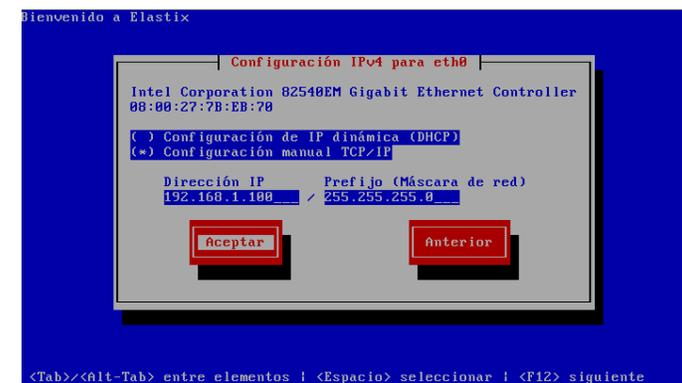 Bienvenido a Elastix
Configuración IPv4 para eth0
Intel Corporation 82540EM Gigabit Ethernet Controller
08:00:27:7B:EB:70
( ) Configuración de IP dinámica (DHCP)
(*) Configuración manual TCP/IP
Dirección IP Prefijo (Máscara de red)
192.168.1.100___ / 255.255.255.0___
Aceptar Anterior
<Tab>/<Alt-Tab> entre elementos | <Espacio> seleccionar | <F12> siguiente